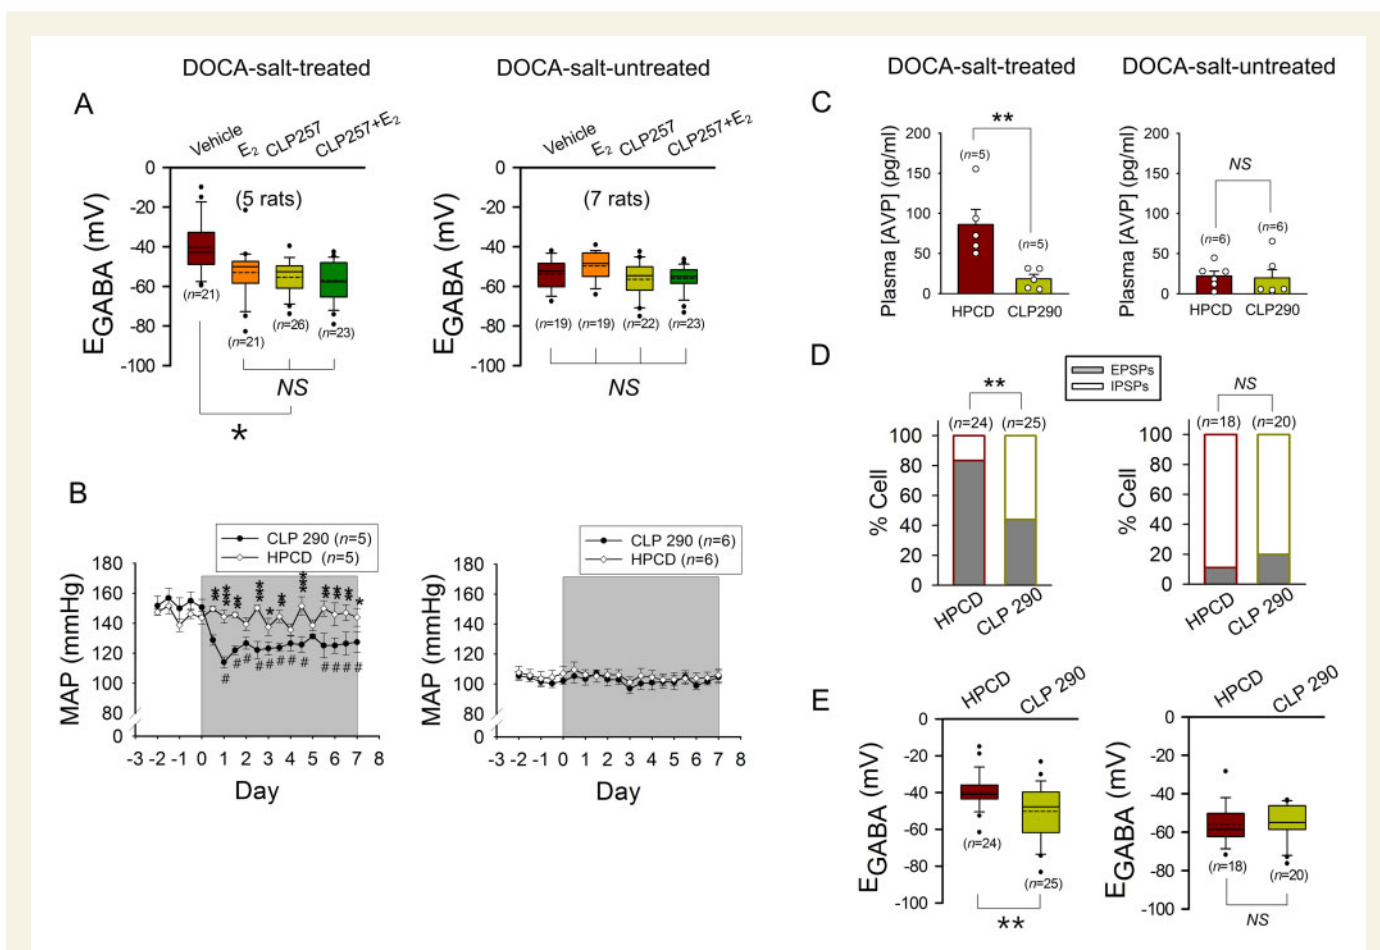 DOCA-salt-treated
DOCA-salt-untreated
A
Vehicle
E2
CLP257
CLP257+E2
EGABA (mV)
0
-20
-40
-60
-80
-100
(5 rats)
(n=21)
(n=21)
(n=26)
(n=23)
NS
*
Vehicle
E2
CLP257
CLP257+E2
EGABA (mV)
0
-20
-40
-60
-80
-100
(7 rats)
(n=19)
(n=19)
(n=22)
(n=23)
NS
B
CLP 290 (n=5)
HPCD (n=5)
MAP (mmHg)
180
160
140
120
100
80
0
** *** ** *** * ** *** ** ** ** *
# # # # # # # # # # #
-3 -2 -1 0 1 2 3 4 5 6 7 8
Day
CLP 290 (n=6)
HPCD (n=6)
MAP (mmHg)
180
160
140
120
100
80
0
-3 -2 -1 0 1 2 3 4 5 6 7 8
Day
DOCA-salt-treated
DOCA-salt-untreated
C
Plasma [AVP] (pg/ml)
200
150
100
50
0
**
(n=5)
(n=5)
HPCD
CLP290
Plasma [AVP] (pg/ml)
200
150
100
50
0
NS
(n=6)
(n=6)
HPCD
CLP290
D
EPSPs
IPSPs
**
(n=24)
(n=25)
% Cell
100
80
60
40
20
0
HPCD
CLP 290
NS
(n=18)
(n=20)
% Cell
100
80
60
40
20
0
HPCD
CLP 290
E
HPCD
CLP 290
EGABA (mV)
0
-20
-40
-60
-80
-100
(n=24)
(n=25)
**
HPCD
CLP 290
EGABA (mV)
0
-20
-40
-60
-80
-100
(n=18)
(n=20)
NS